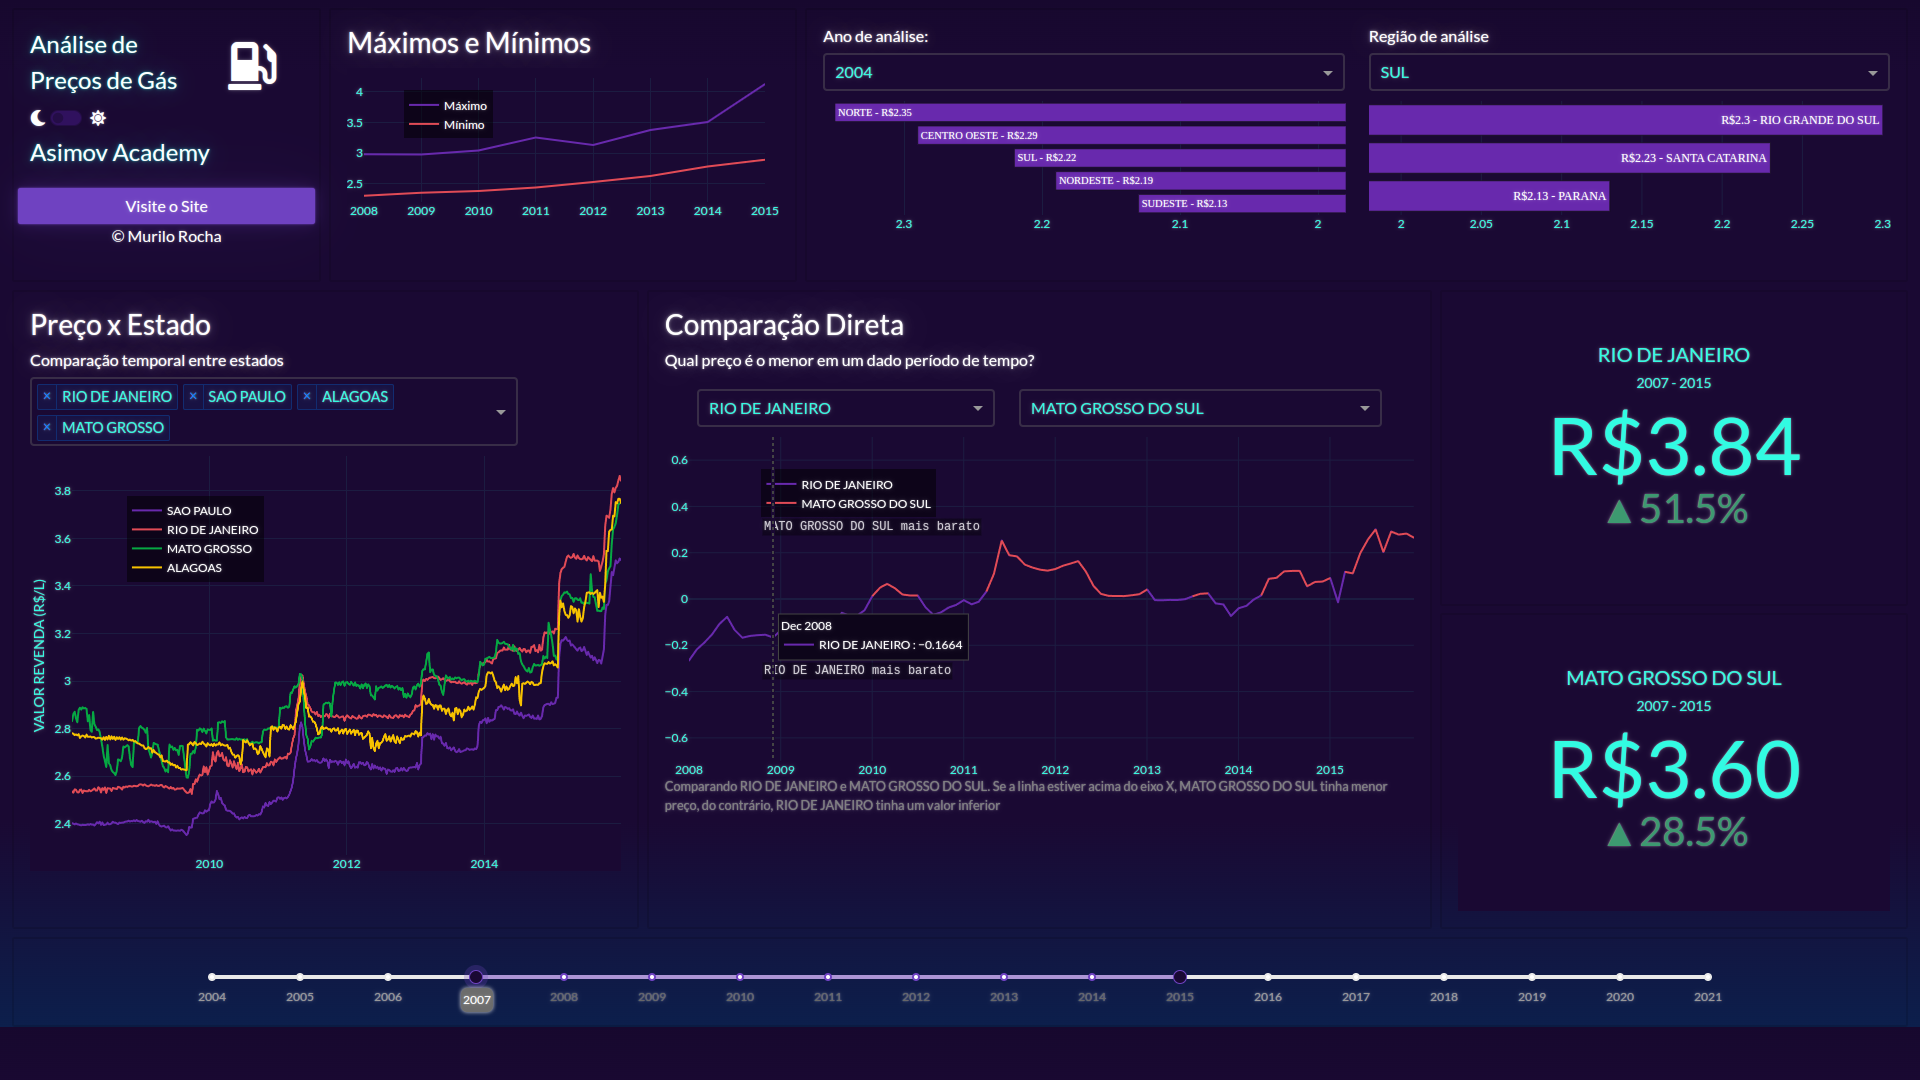 Análise de
Preços de Gás
Asimov Academy
Visite o Site
© Murilo Rocha
Máximos e Mínimos
4
3.5
3
2.5
Máximo
Mínimo
2008 2009 2010 2011 2012 2013 2014 2015
Ano de análise:
2004
NORTE - R$2.35
CENTRO OESTE - R$2.29
SUL - R$2.22
NORDESTE - R$2.19
SUDESTE - R$2.13
2.3 2.2 2.1 2
Região de análise
SUL
R$2.3 - RIO GRANDE DO SUL
R$2.23 - SANTA CATARINA
R$2.13 - PARANA
2 2.05 2.1 2.15 2.2 2.25 2.3
Preço x Estado
Comparação temporal entre estados
× RIO DE JANEIRO × SAO PAULO × ALAGOAS
× MATO GROSSO
VALOR REVENDA (R$/L)
3.8
3.6
3.4
3.2
3
2.8
2.6
2.4
SAO PAULO
RIO DE JANEIRO
MATO GROSSO
ALAGOAS
2010 2012 2014
Comparação Direta
Qual preço é o menor em um dado período de tempo?
RIO DE JANEIRO MATO GROSSO DO SUL
0.6
0.4
0.2
0
−0.2
−0.4
−0.6
RIO DE JANEIRO
MATO GROSSO DO SUL
MATO GROSSO DO SUL mais barato
Dec 2008
RIO DE JANEIRO : −0.1664
RIO DE JANEIRO mais barato
2008 2009 2010 2011 2012 2013 2014 2015
Comparando RIO DE JANEIRO e MATO GROSSO DO SUL. Se a linha estiver acima do eixo X, MATO GROSSO DO SUL tinha menor
preço, do contrário, RIO DE JANEIRO tinha um valor inferior
RIO DE JANEIRO
2007 - 2015
R$3.84
▲51.5%
MATO GROSSO DO SUL
2007 - 2015
R$3.60
▲28.5%
2004 2005 2006 2007 2008 2009 2010 2011 2012 2013 2014 2015 2016 2017 2018 2019 2020 2021